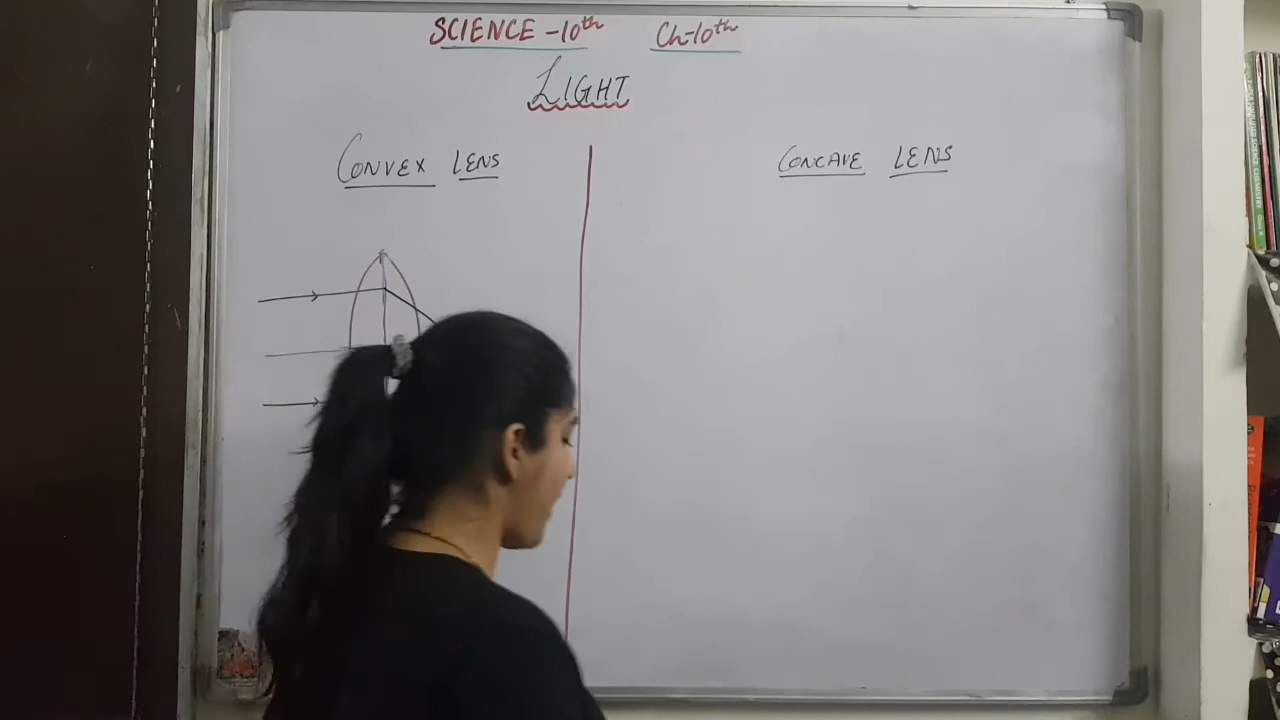 SCIENCE - 10th Ch-10th
LIGHT
CONVEX LENS
CONCAVE LENS